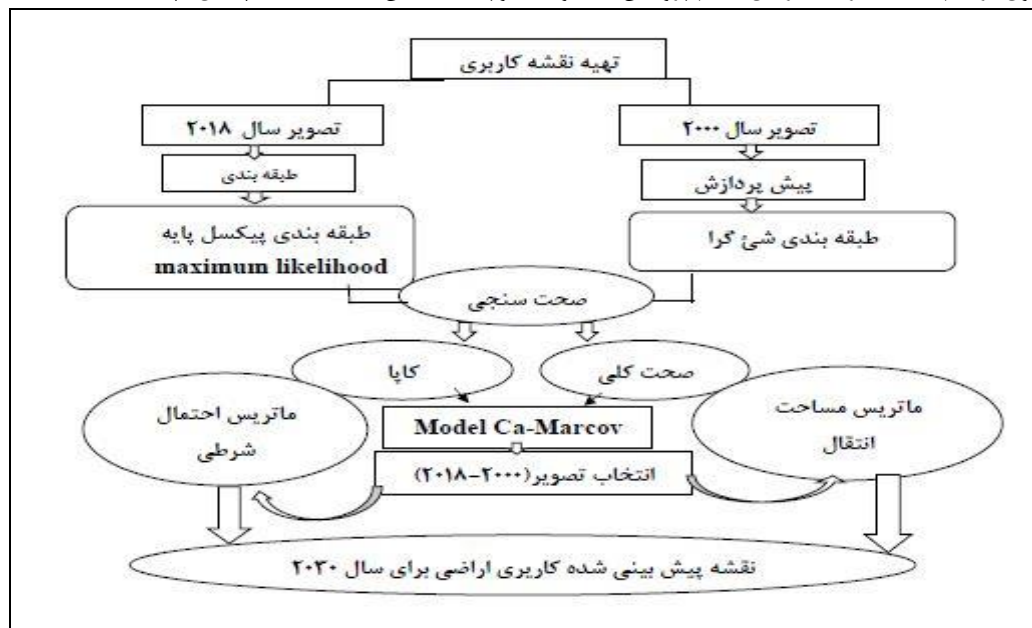 تهیه نقشه کاربری
تصویر سال ۲۰۰۰
تصویر سال ۲۰۱۸
پیش پردازش
طبقه بندی
طبقه بندی شئ گرا
طبقه بندی پیکسل پایه
maximum likelihood
صحت سنجی
صحت کلی
کاپا
ماتریس مساحت
انتقال
ماتریس احتمال
شرطی
Model Ca-Marcov
انتخاب تصویر(۲۰۰۰-۲۰۱۸)
نقشه پیش بینی شده کاربری اراضی برای سال ۲۰۳۰